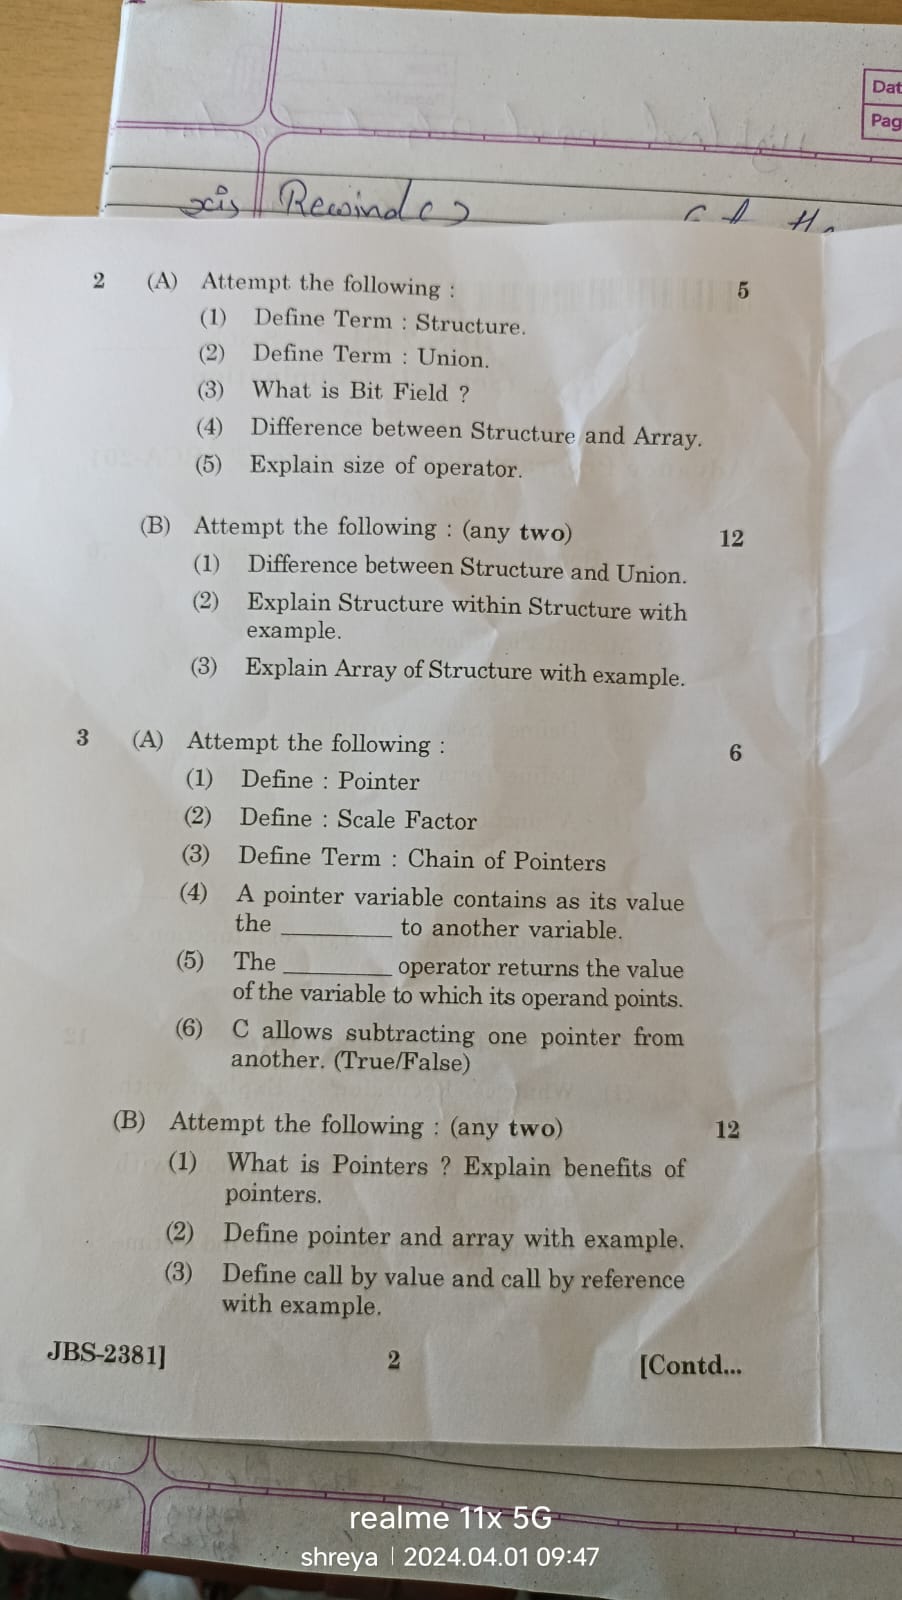 Dat
Pag
Rewind()
2 (A) Attempt the following : 5
(1) Define Term : Structure.
(2) Define Term : Union.
(3) What is Bit Field ?
(4) Difference between Structure and Array.
(5) Explain size of operator.
(B) Attempt the following : (any two) 12
(1) Difference between Structure and Union.
(2) Explain Structure within Structure with
example.
(3) Explain Array of Structure with example.
3 (A) Attempt the following : 6
(1) Define : Pointer
(2) Define : Scale Factor
(3) Define Term : Chain of Pointers
(4) A pointer variable contains as its value
the ________ to another variable.
(5) The ________ operator returns the value
of the variable to which its operand points.
(6) C allows subtracting one pointer from
another. (True/False)
(B) Attempt the following : (any two) 12
(1) What is Pointers ? Explain benefits of
pointers.
(2) Define pointer and array with example.
(3) Define call by value and call by reference
with example.
JBS-2381] 2 [Contd...
realme 11x 5G
shreya | 2024.04.01 09:47